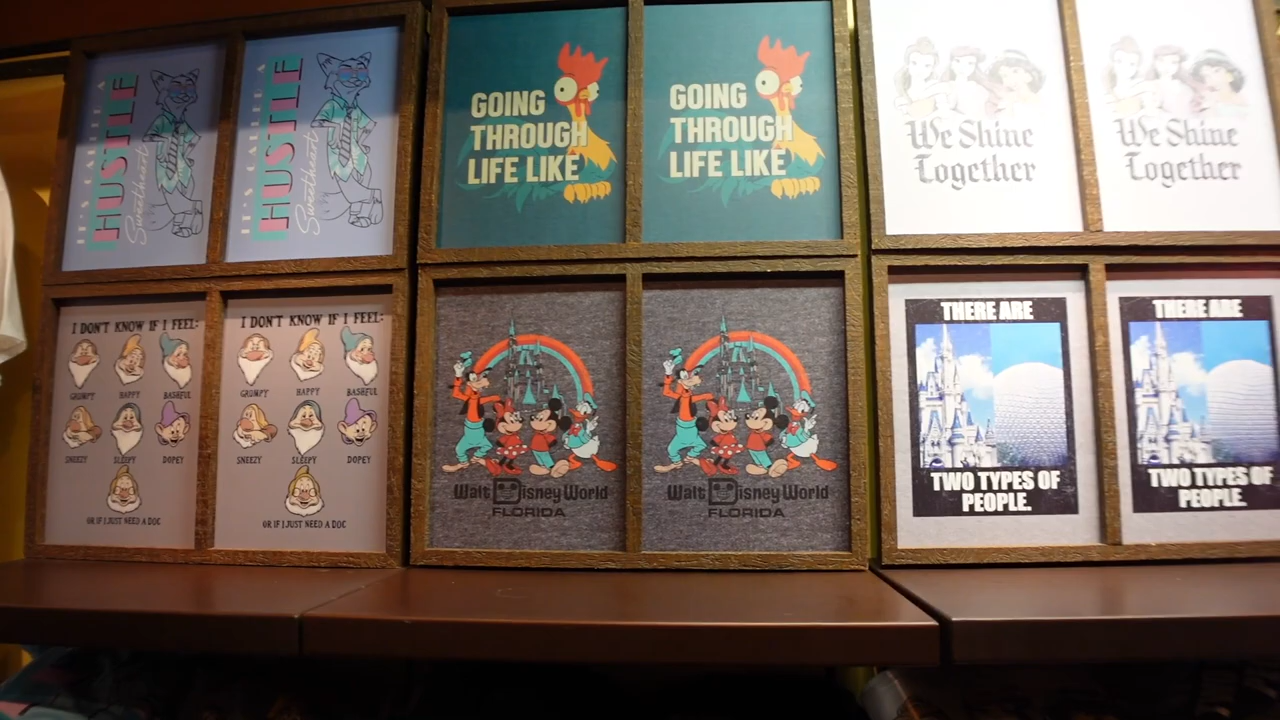 IT'S CALLED A
HUSTLE
Sweetheart
IT'S CALLED A
HUSTLE
Sweetheart
GOING
THROUGH
LIFE LIKE
GOING
THROUGH
LIFE LIKE
We Shine
Together
We Shine
Together
I DON'T KNOW IF I FEEL:
GRUMPY HAPPY BASHFUL
SNEEZY SLEEPY DOPEY
OR IF I JUST NEED A DOC
I DON'T KNOW IF I FEEL:
GRUMPY HAPPY BASHFUL
SNEEZY SLEEPY DOPEY
OR IF I JUST NEED A DOC
Walt Disney World
FLORIDA
Walt Disney World
FLORIDA
THERE ARE
TWO TYPES OF
PEOPLE.
THERE ARE
TWO TYPES OF
PEOPLE.